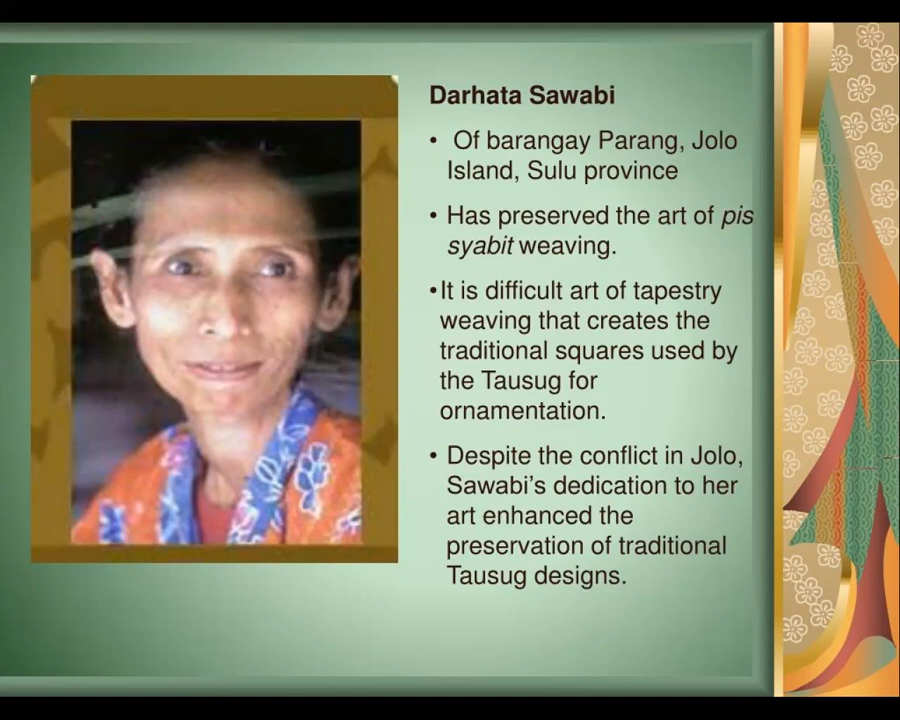 Darhata Sawabi
• Of barangay Parang, Jolo
Island, Sulu province
• Has preserved the art of pis
syabit weaving.
•It is difficult art of tapestry
weaving that creates the
traditional squares used by
the Tausug for
ornamentation.
• Despite the conflict in Jolo,
Sawabi’s dedication to her
art enhanced the
preservation of traditional
Tausug designs.